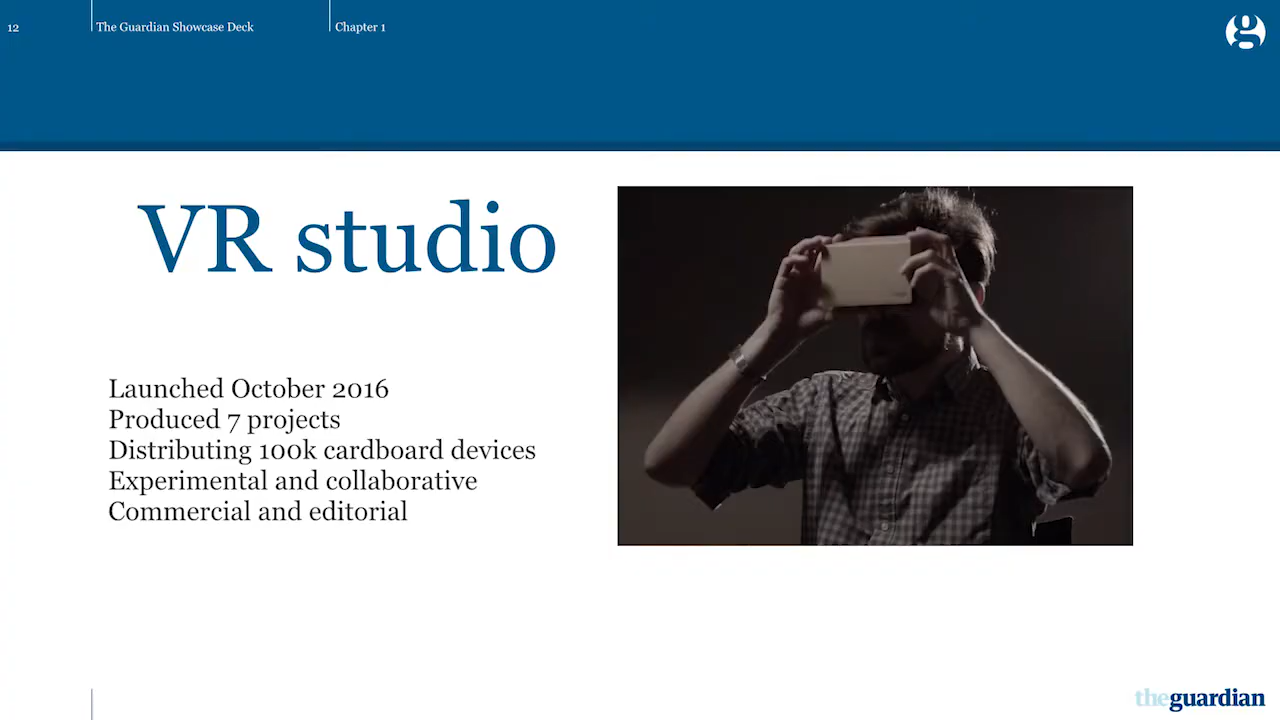 12
The Guardian Showcase Deck
Chapter 1
g
VR studio
Launched October 2016
Produced 7 projects
Distributing 100k cardboard devices
Experimental and collaborative
Commercial and editorial
theguardian